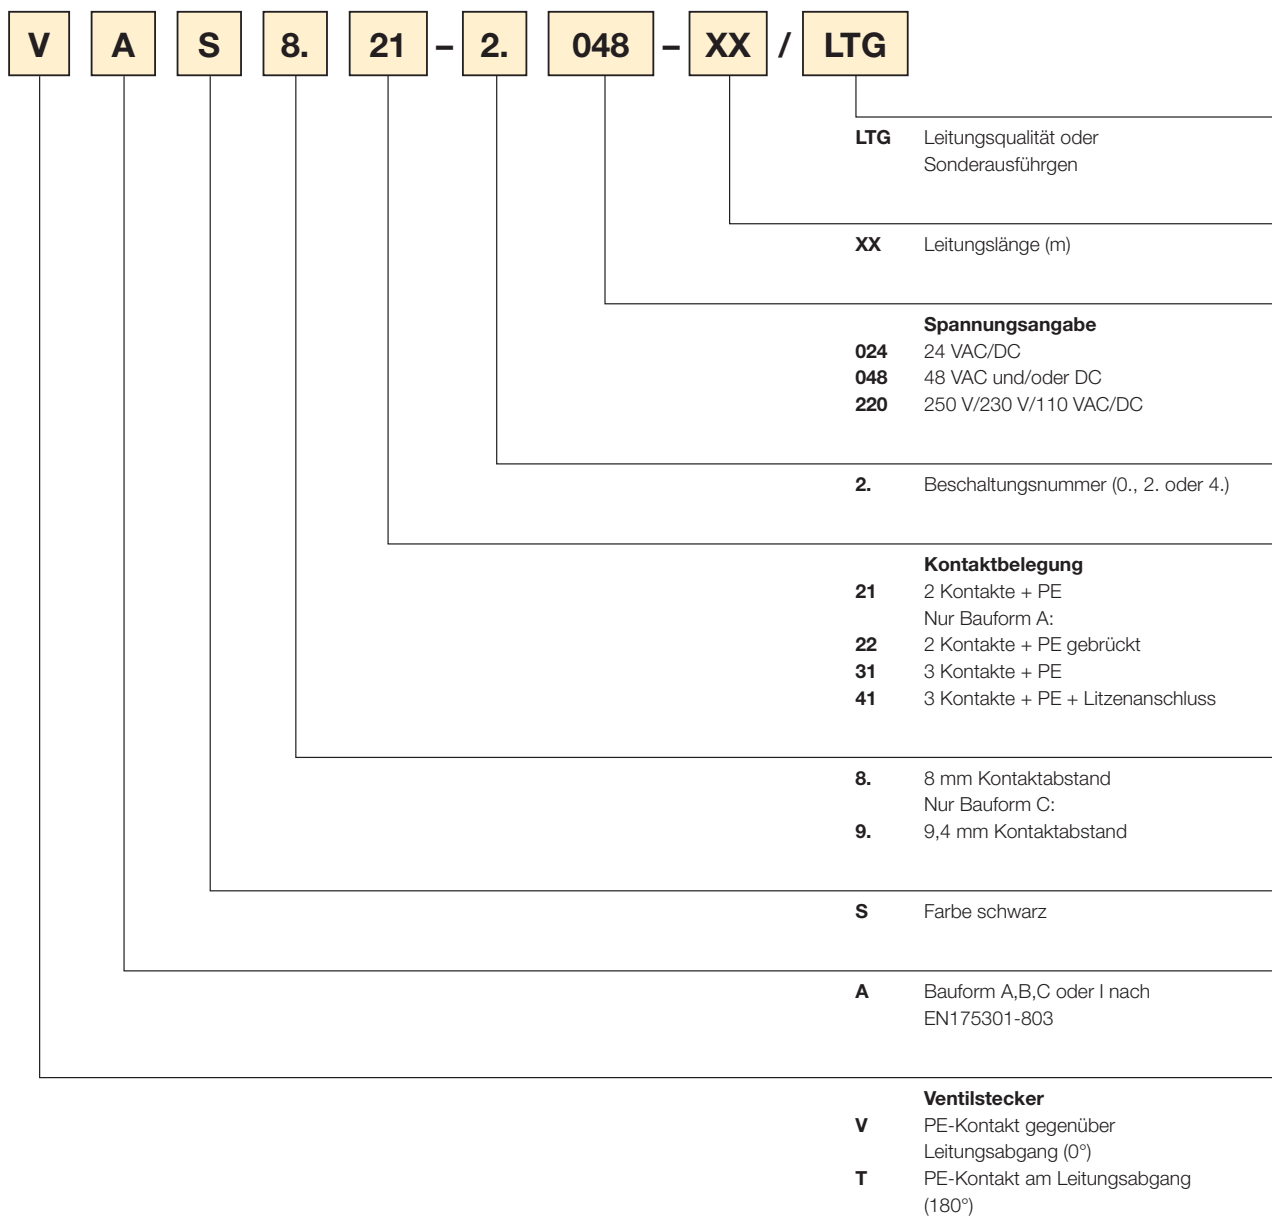 V A S 8. 21 – 2. 048 – XX / LTG
LTG Leitungsqualität oder
Sonderausführgen
XX Leitungslänge (m)
Spannungsangabe
024 24 VAC/DC
048 48 VAC und/oder DC
220 250 V/230 V/110 VAC/DC
2. Beschaltungsnummer (0., 2. oder 4.)
Kontaktbelegung
21 2 Kontakte + PE
Nur Bauform A:
22 2 Kontakte + PE gebrückt
31 3 Kontakte + PE
41 3 Kontakte + PE + Litzenanschluss
8. 8 mm Kontaktabstand
Nur Bauform C:
9. 9,4 mm Kontaktabstand
S Farbe schwarz
A Bauform A,B,C oder I nach
EN175301-803
Ventilstecker
V PE-Kontakt gegenüber
Leitungsabgang (0°)
T PE-Kontakt am Leitungsabgang
(180°)